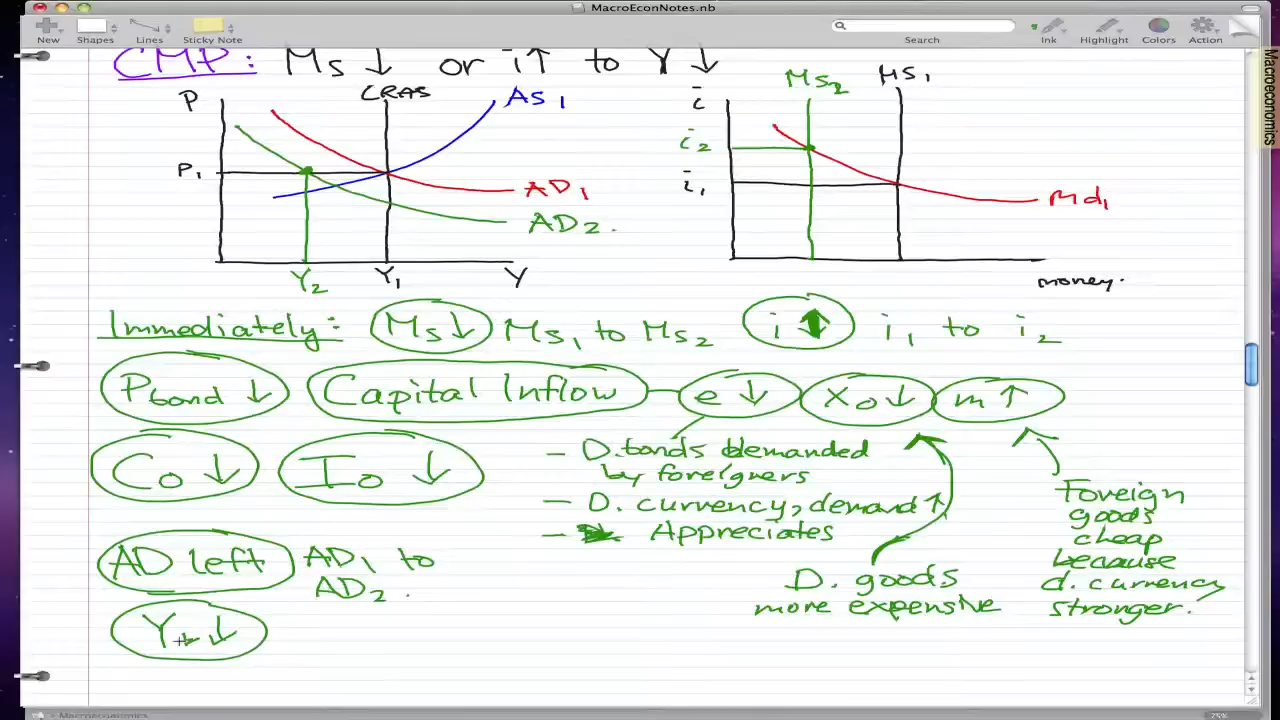 MacroEconNotes.nb
New Shapes Lines Sticky Note Search Ink Highlight Colors Action
Macroeconomics
CMP: Ms ↓ or i↑ to Y ↓
P LRAS AS1
P1
AD1
AD2
Y2 Y1 Y
i Ms2 Ms1
i2
i1
Md1
money
Immediately: Ms ↓ Ms1 to Ms2 i ↑ i1 to i2
Pbond ↓ Capital Inflow e ↓ Xo ↓ m ↑
Co ↓ Io ↓
- D. bonds demanded
by foreigners
- D. currency, demand ↑
- Appreciates
D. goods
more expensive
Foreign
goods
cheap
because
d. currency
stronger.
AD left AD1 to
AD2.
Y ↓
Macroeconomics
75%